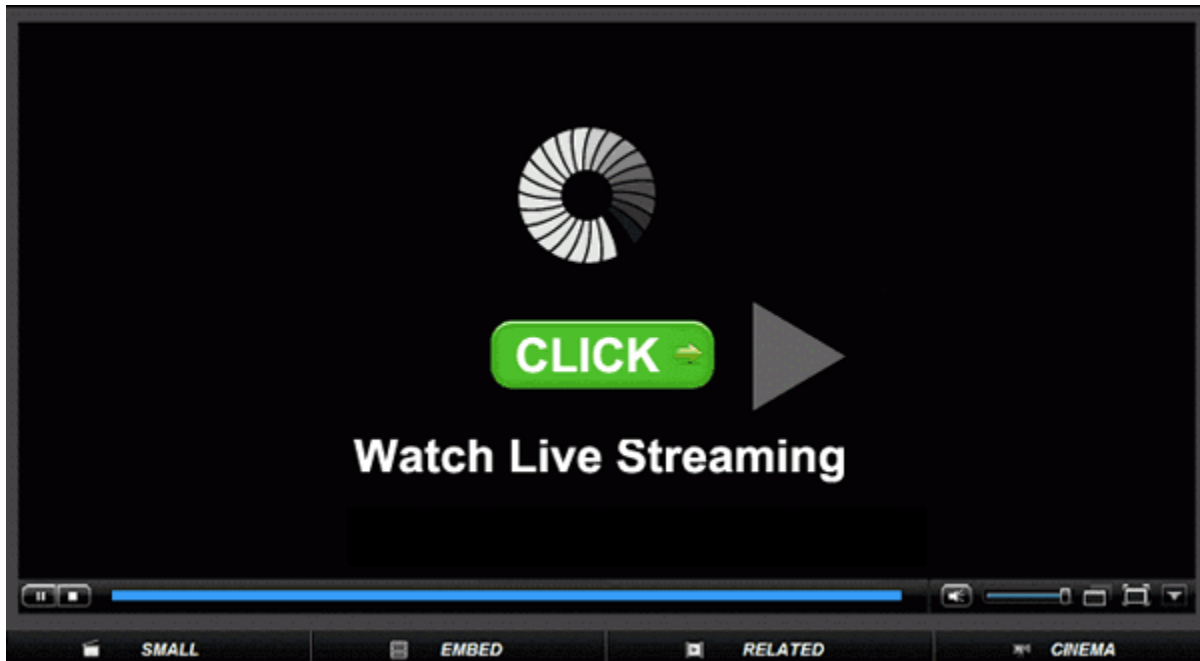 CLICK
Watch Live Streaming
SMALL
EMBED
RELATED
CINEMA